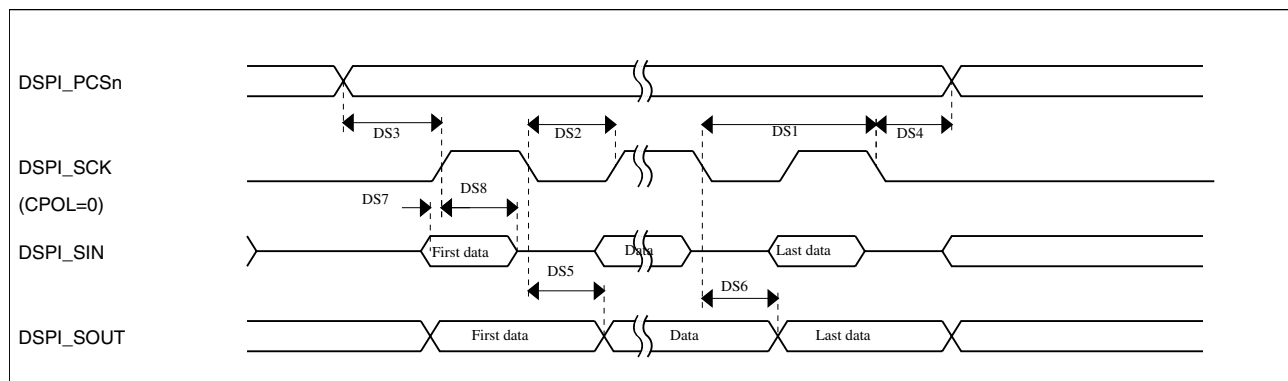 DSPI_PCSn
DS3
DS2
DS1
DS4
DSPI_SCK
(CPOL=0)
DS7
DS8
DSPI_SIN
First data
Data
Last data
DS5
DS6
DSPI_SOUT
First data
Data
Last data